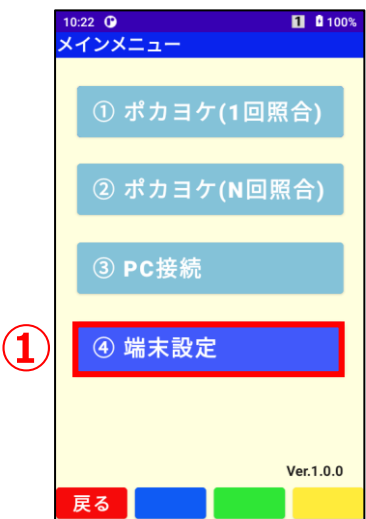 10:22 1 100%
メインメニュー
① ポカヨケ(1回照合)
② ポカヨケ(N回照合)
③ PC接続
① ④ 端末設定
Ver.1.0.0
戻る